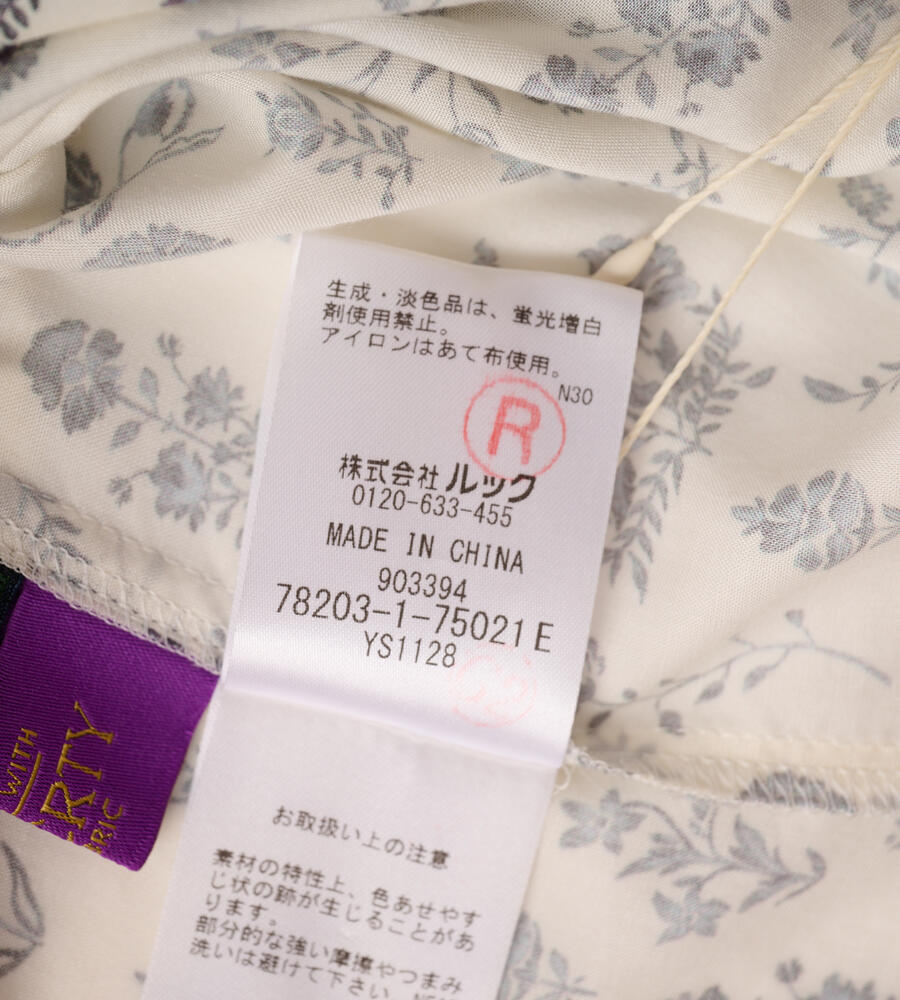 生成・淡色品は、蛍光増白
剤使用禁止。
アイロンはあて布使用。
N30
R
株式会社 ルック
0120-633-455
MADE IN CHINA
903394
78203-1-75021E
YS1128
お取扱い上の注意
素材の特性上、色あせやす
じ状の跡が生じることがあ
ります。
部分的な強い摩擦やつまみ
洗いは避けて下さい。
WITH
RTY
RIC